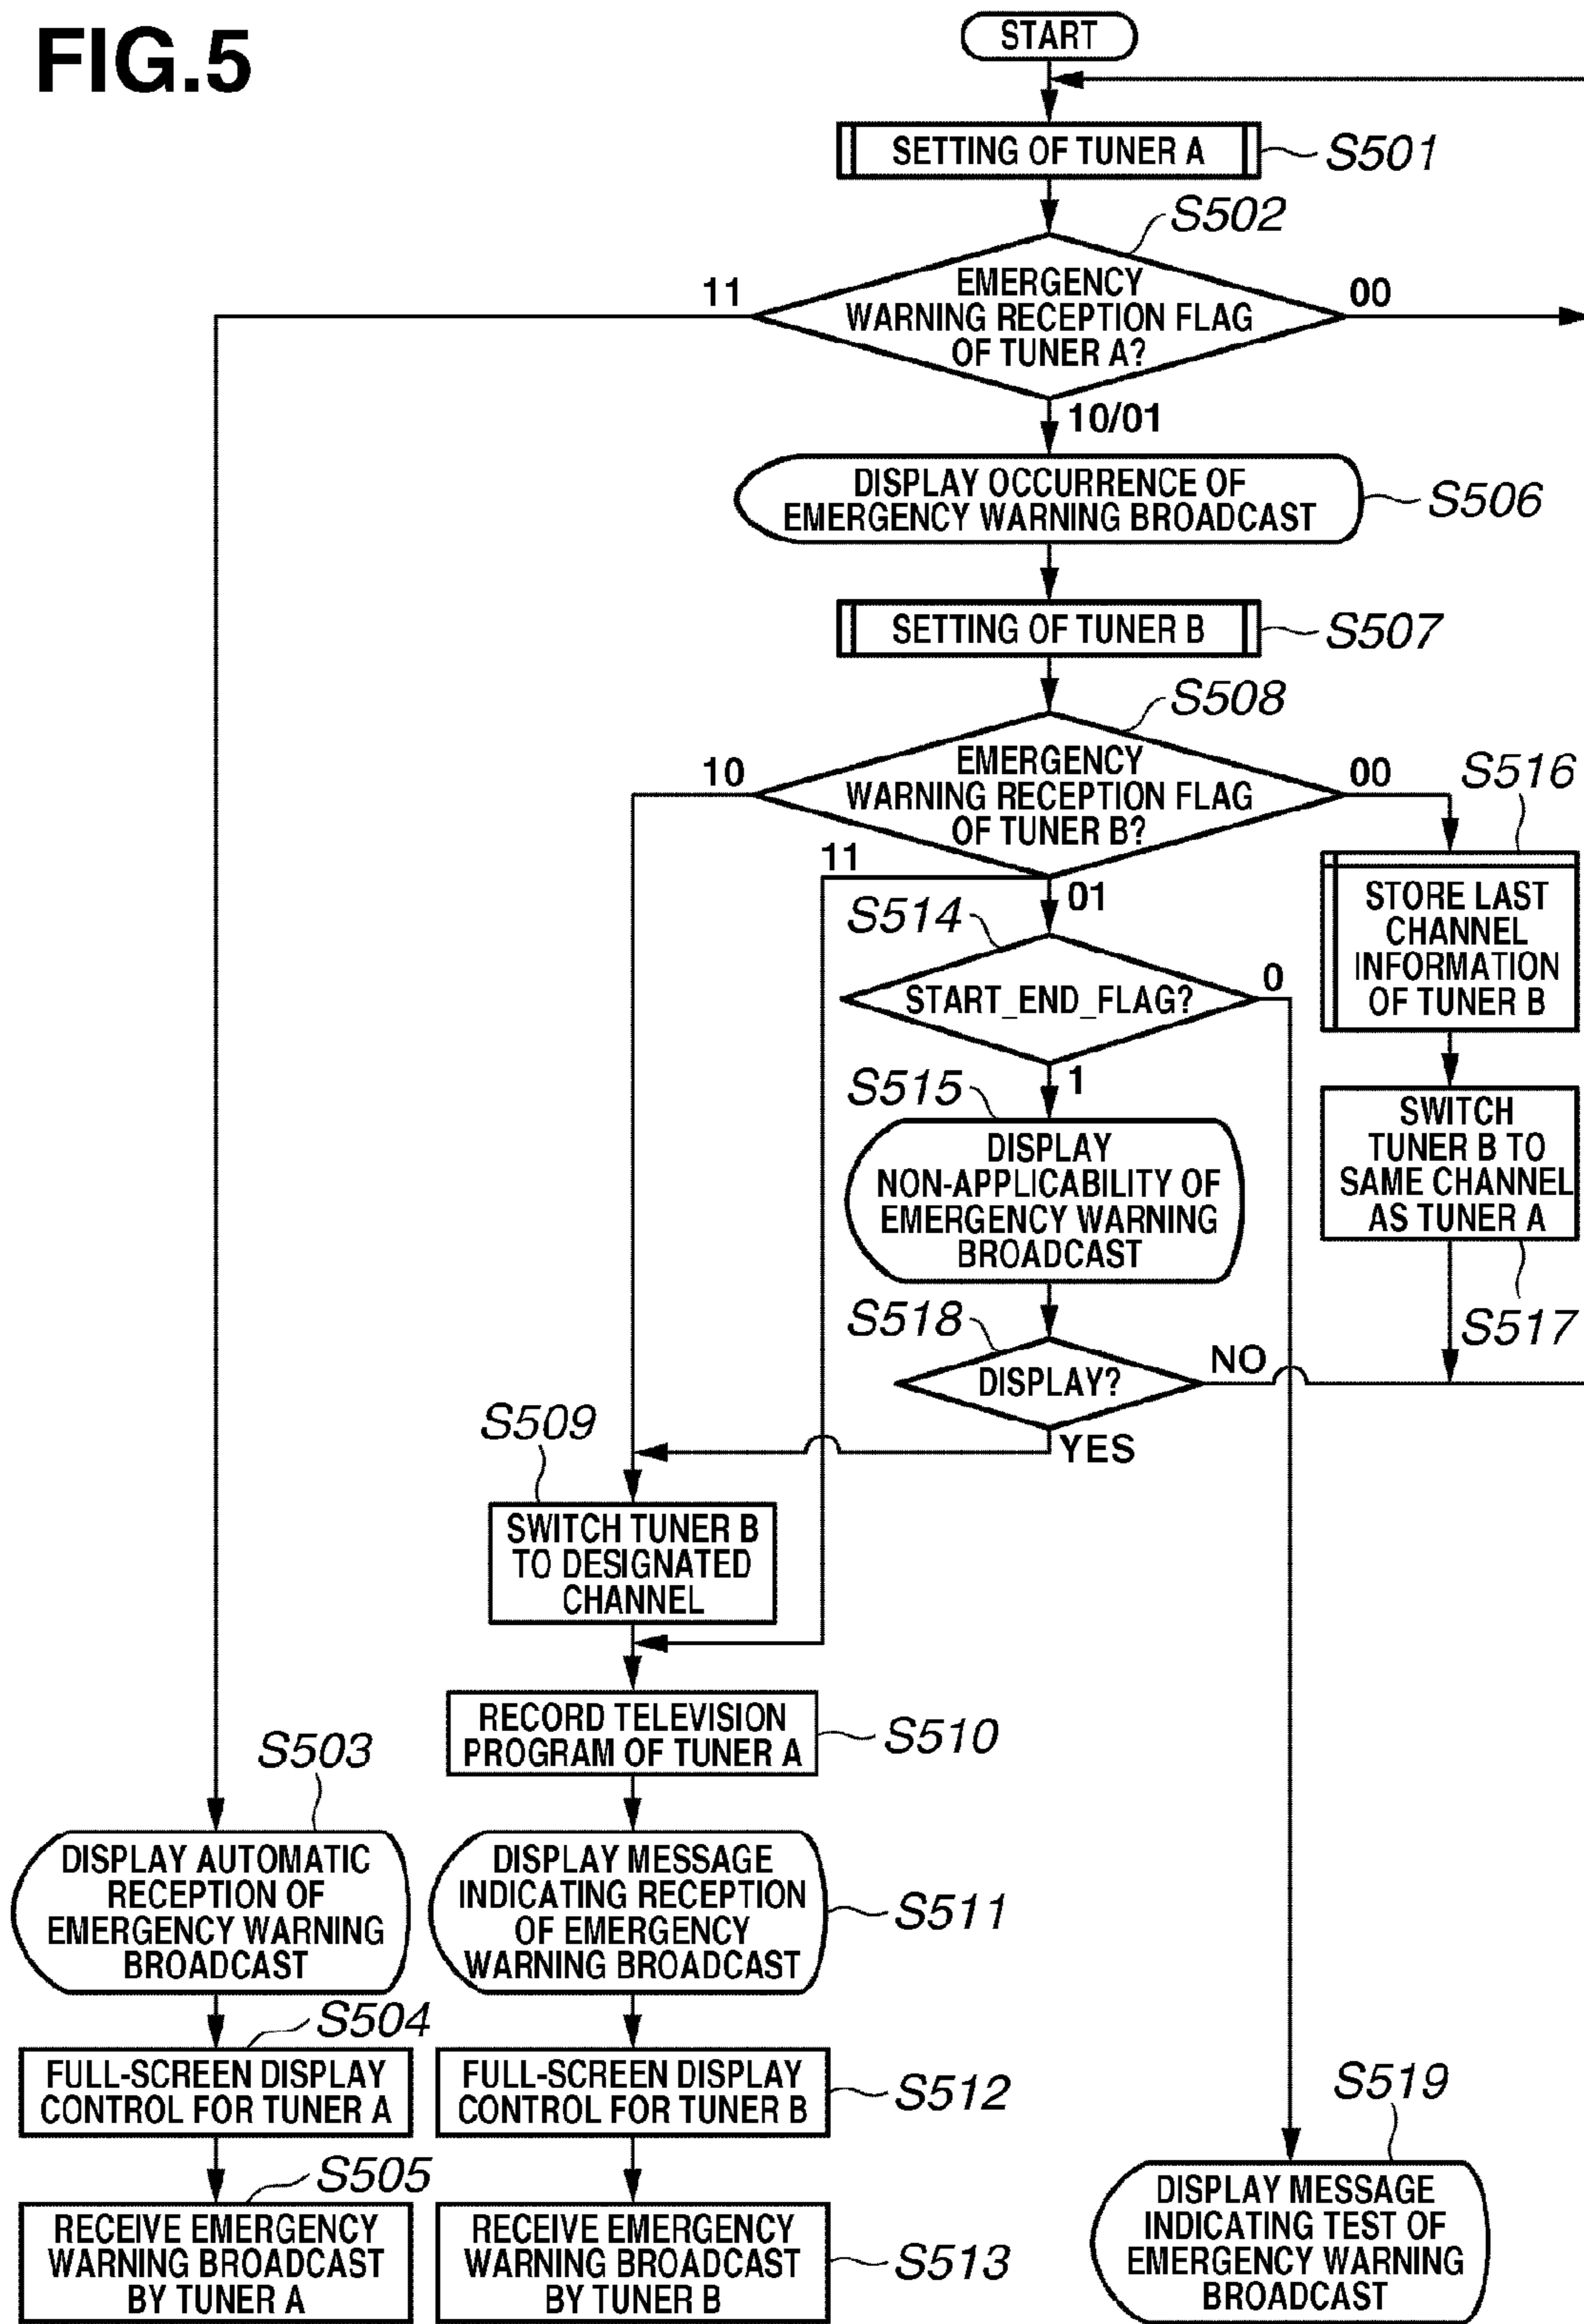 FIG.5
START
SETTING OF TUNER A
S501
S502
EMERGENCY
WARNING RECEPTION FLAG
OF TUNER A?
11
00
10/01
DISPLAY OCCURRENCE OF
EMERGENCY WARNING BROADCAST
S506
SETTING OF TUNER B
S507
S508
EMERGENCY
WARNING RECEPTION FLAG
OF TUNER B?
10
00
11
01
S516
STORE LAST
CHANNEL
INFORMATION
OF TUNER B
S514
START_END_FLAG?
0
1
SWITCH
TUNER B TO
SAME CHANNEL
AS TUNER A
S517
S515
DISPLAY
NON-APPLICABILITY OF
EMERGENCY WARNING
BROADCAST
S518
DISPLAY?
NO
YES
S509
SWITCH TUNER B
TO DESIGNATED
CHANNEL
RECORD TELEVISION
PROGRAM OF TUNER A
S510
S503
DISPLAY AUTOMATIC
RECEPTION OF
EMERGENCY WARNING
BROADCAST
DISPLAY MESSAGE
INDICATING RECEPTION
OF EMERGENCY
WARNING BROADCAST
S511
S504
FULL-SCREEN DISPLAY
CONTROL FOR TUNER A
FULL-SCREEN DISPLAY
CONTROL FOR TUNER B
S512
S505
RECEIVE EMERGENCY
WARNING BROADCAST
BY TUNER A
RECEIVE EMERGENCY
WARNING BROADCAST
BY TUNER B
S513
S519
DISPLAY MESSAGE
INDICATING TEST OF
EMERGENCY WARNING
BROADCAST